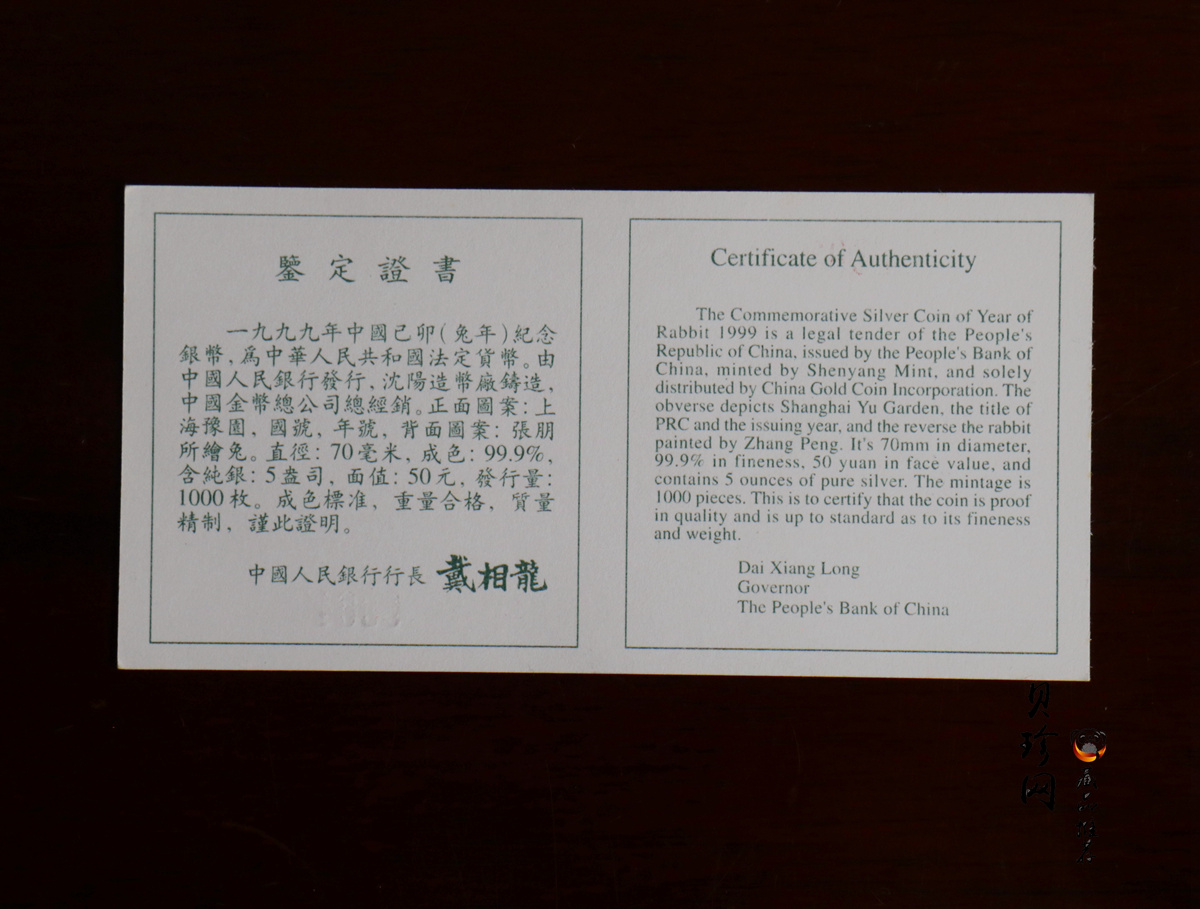 鑒定證書
一九九九年中國己卯(兔年)紀念
銀幣,爲中華人民共和國法定貨幣。由
中國人民銀行發行,沈陽造幣廠鑄造,
中國金幣總公司總經銷。正面圖案:上
海豫園,國號,年號,背面圖案:張朋
所繪兔。直徑:70毫米,成色:99.9%,
含純銀:5盎司,面值:50元,發行量:
1000枚。成色標准,重量合格,質量
精制,謹此證明。
中國人民銀行行長 戴相龍
Certificate of Authenticity
The Commemorative Silver Coin of Year of
Rabbit 1999 is a legal tender of the People's
Republic of China, issued by the People's Bank of
China, minted by Shenyang Mint, and solely
distributed by China Gold Coin Incorporation. The
obverse depicts Shanghai Yu Garden, the title of
PRC and the issuing year, and the reverse the rabbit
painted by Zhang Peng. It's 70mm in diameter,
99.9% in fineness, 50 yuan in face value, and
contains 5 ounces of pure silver. The mintage is
1000 pieces. This is to certify that the coin is proof
in quality and is up to standard as to its fineness
and weight.
Dai Xiang Long
Governor
The People's Bank of China
贝珍网